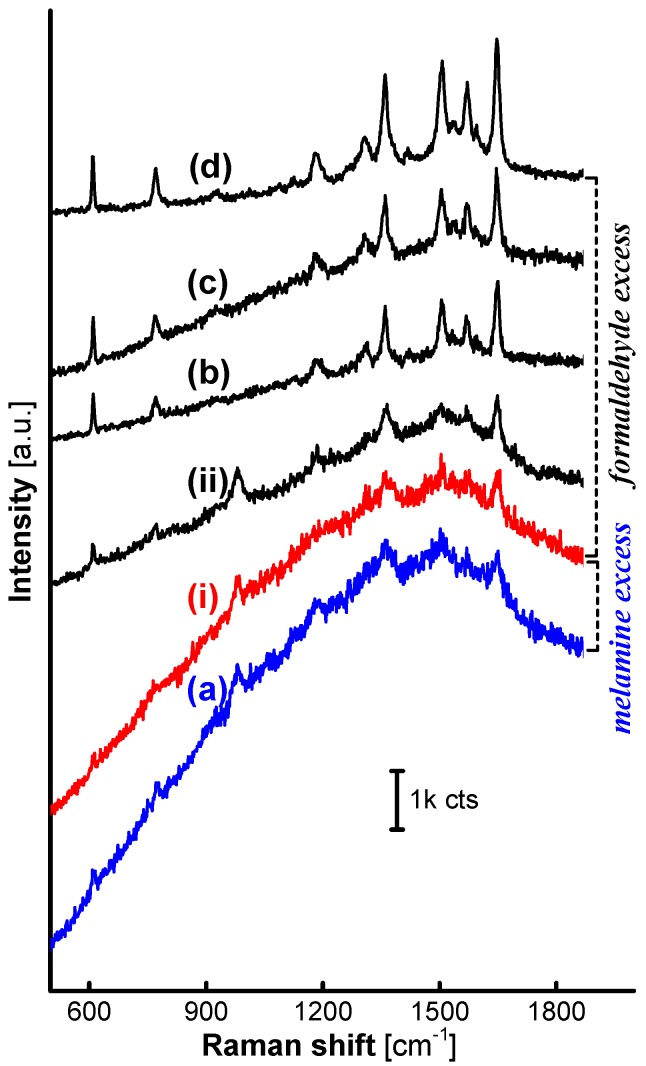 (d)
(c)
(b)
(ii)
(i)
(a)
formaldehyde excess
melamine excess
1k cts
Intensity [a.u.]
600 900 1200 1500 1800
Raman shift [cm⁻¹]